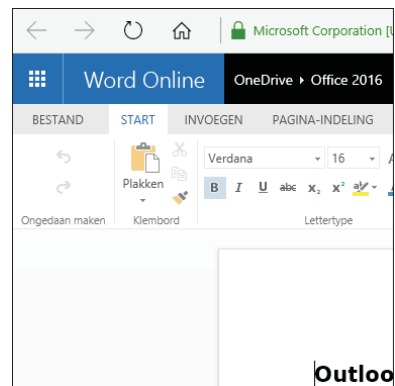 Microsoft Corporation [U
Word Online OneDrive ▸ Office 2016
BESTAND START INVOEGEN PAGINA-INDELING
Verdana 16 A
Plakken
B I U abc x₂ x² aby A
Ongedaan maken Klembord Lettertype
Outloo